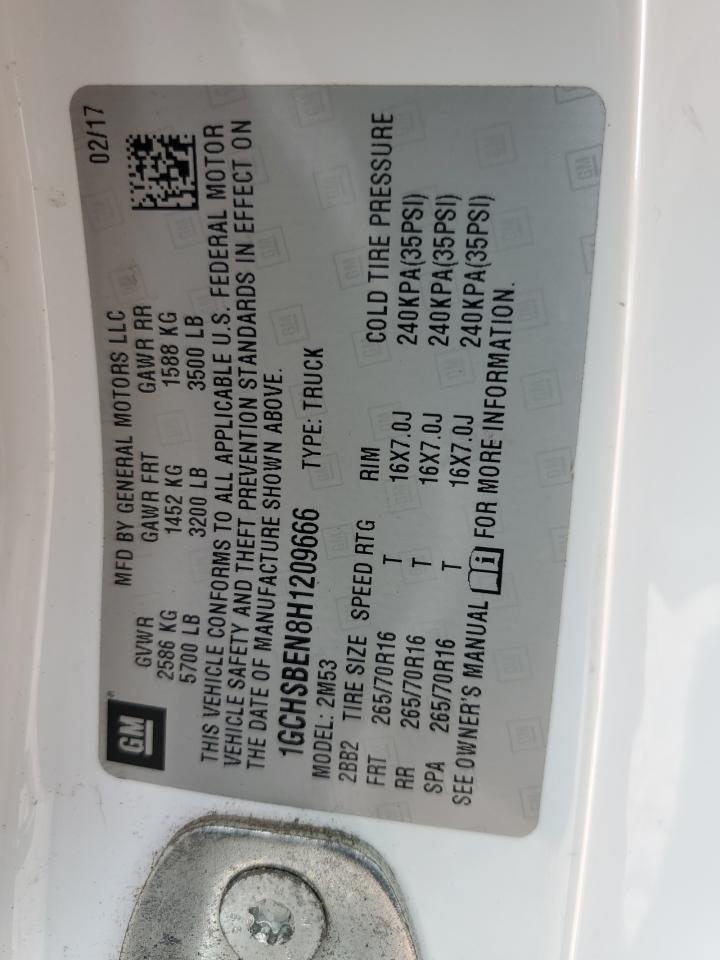 GM
MFD BY GENERAL MOTORS LLC 02/17
GVWR GAWR FRT GAWR RR
2586 KG 1452 KG 1588 KG
5700 LB 3200 LB 3500 LB
THIS VEHICLE CONFORMS TO ALL APPLICABLE U.S. FEDERAL MOTOR
VEHICLE SAFETY AND THEFT PREVENTION STANDARDS IN EFFECT ON
THE DATE OF MANUFACTURE SHOWN ABOVE.
1GCHSBEN8H1209666 TYPE: TRUCK
MODEL: 2M53
2BB2 TIRE SIZE SPEED RTG RIM COLD TIRE PRESSURE
FRT 265/70R16 T 16X7.0J 240KPA(35PSI)
RR 265/70R16 T 16X7.0J 240KPA(35PSI)
SPA 265/70R16 T 16X7.0J 240KPA(35PSI)
SEE OWNER'S MANUAL i FOR MORE INFORMATION.